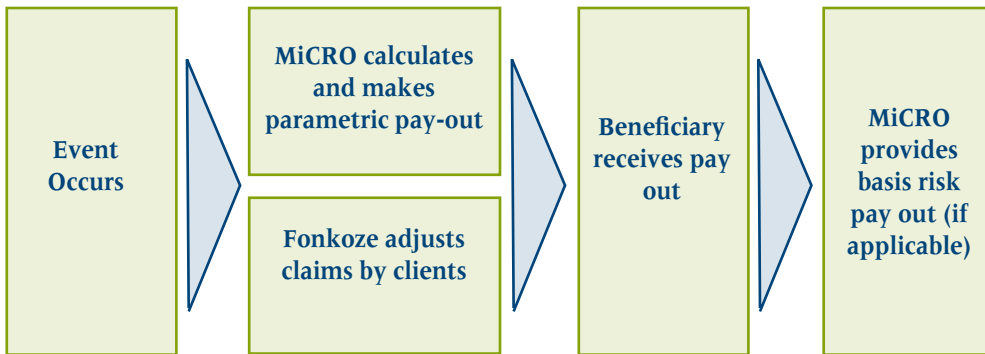 Event
Occurs
MiCRO calculates
and makes
parametric pay-out
Fonkoze adjusts
claims by clients
Beneficiary
receives pay
out
MiCRO
provides
basis risk
pay out (if
applicable)